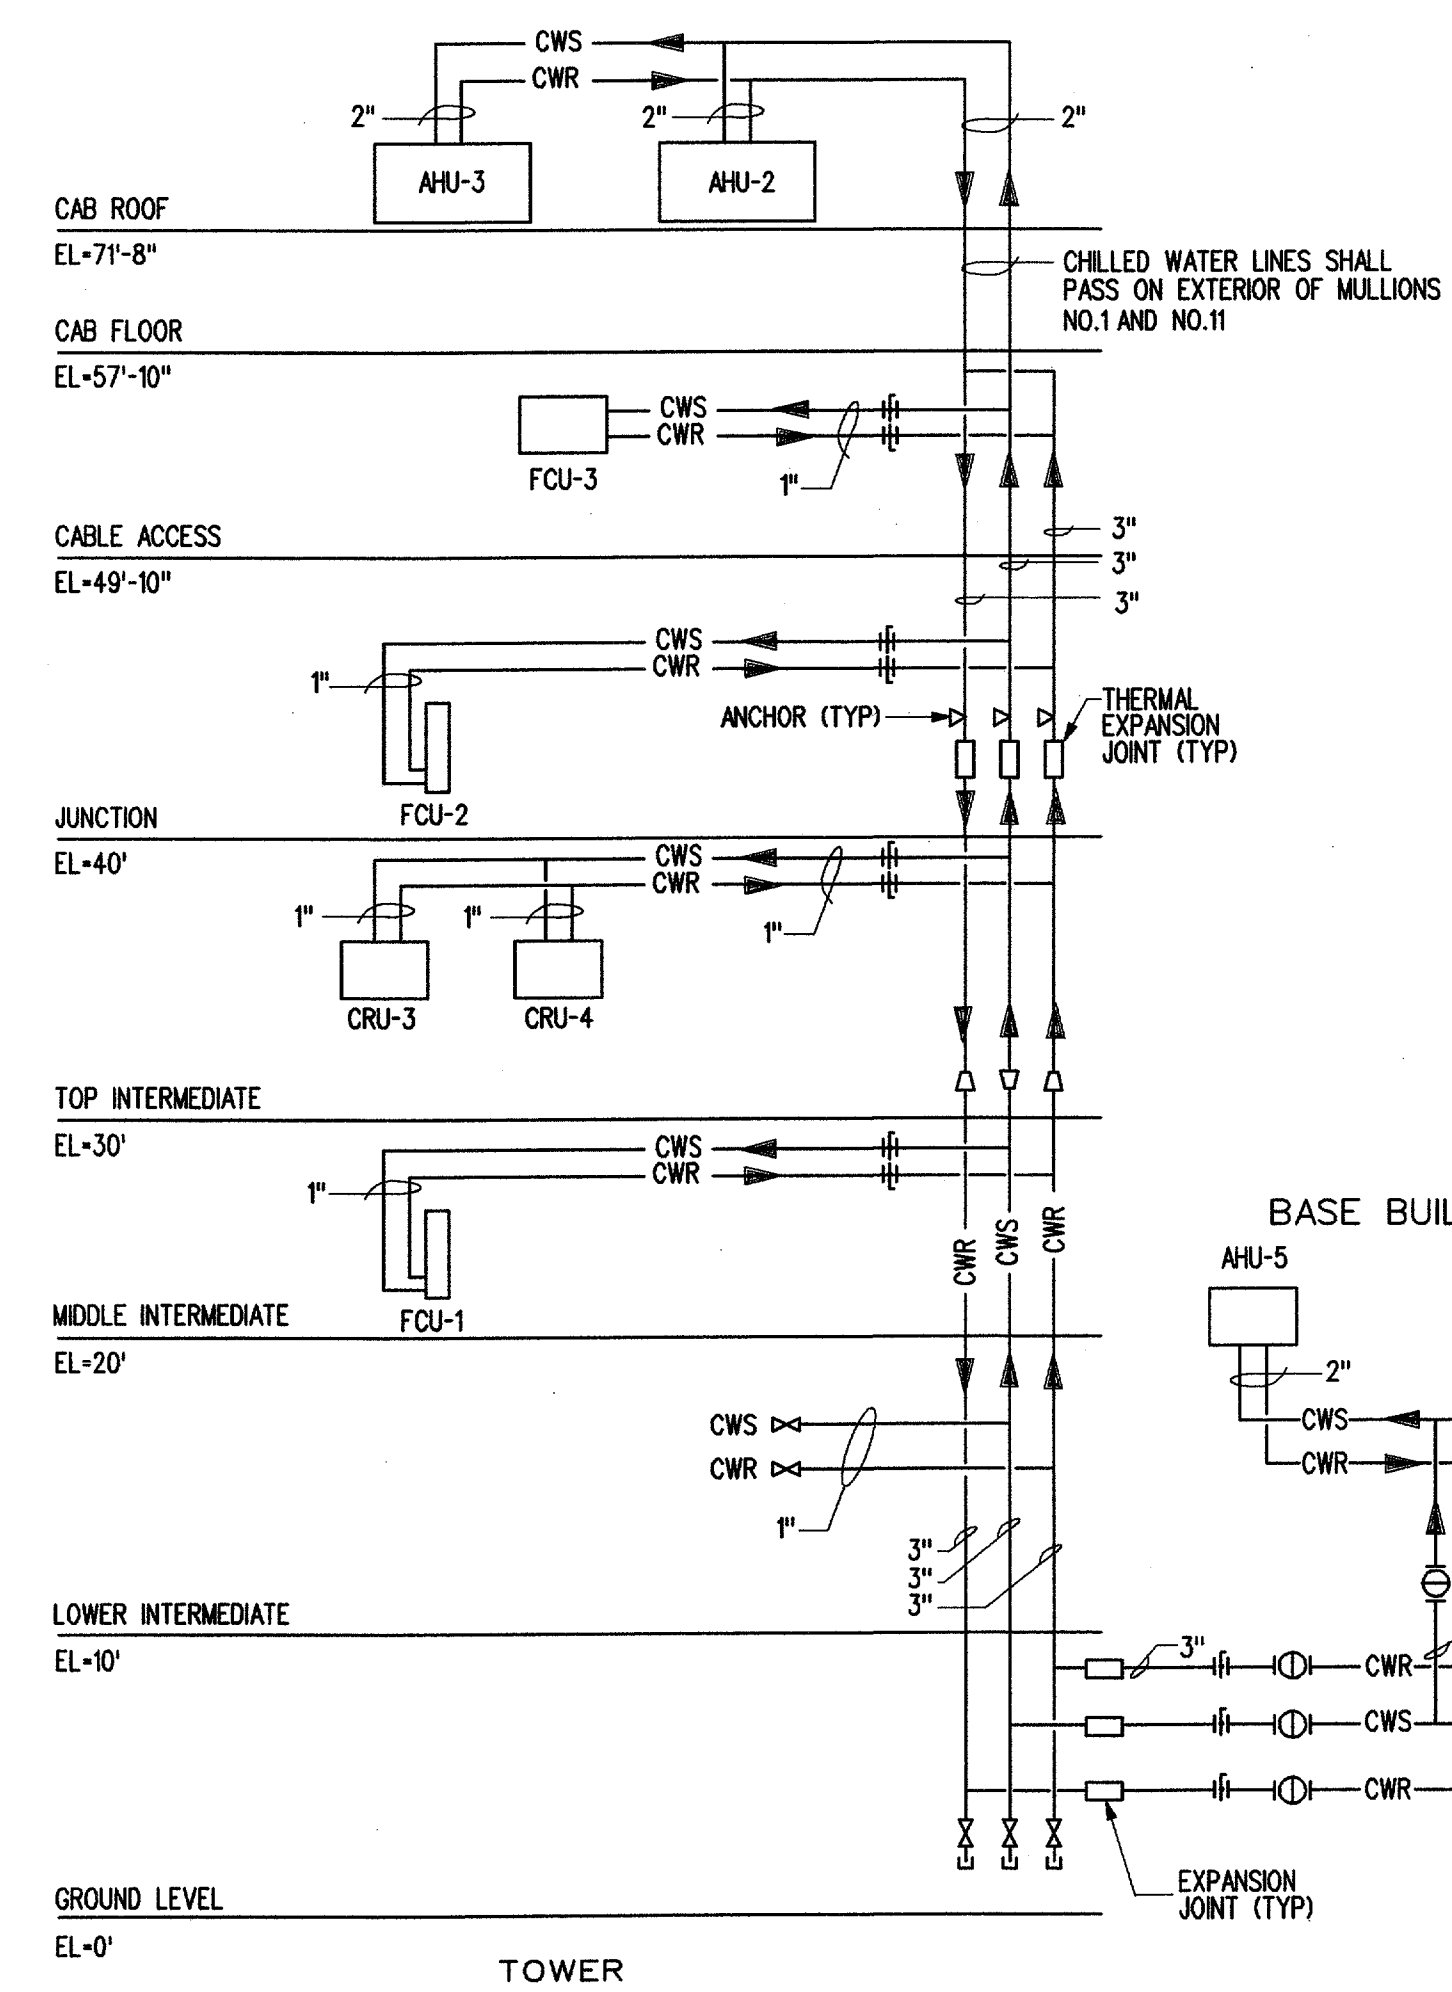 CWS
CWR
2"
2"
2"
AHU-3
AHU-2
CAB ROOF
EL=71'-8"
CHILLED WATER LINES SHALL
PASS ON EXTERIOR OF MULLIONS
NO.1 AND NO.11
CAB FLOOR
EL=57'-10"
CWS
CWR
FCU-3
1"
CABLE ACCESS
EL=49'-10"
3"
3"
3"
CWS
CWR
1"
ANCHOR (TYP)
THERMAL
EXPANSION
JOINT (TYP)
FCU-2
JUNCTION
EL=40'
CWS
CWR
1"
1"
1"
CRU-3
CRU-4
TOP INTERMEDIATE
EL=30'
CWS
CWR
1"
CWR
CWS
CWR
FCU-1
BASE BUIL
AHU-5
MIDDLE INTERMEDIATE
EL=20'
2"
CWS
CWR
CWS
CWR
1"
3"
3"
3"
LOWER INTERMEDIATE
EL=10'
3"
CWR
CWS
CWR
EXPANSION
JOINT (TYP)
GROUND LEVEL
EL=0'
TOWER